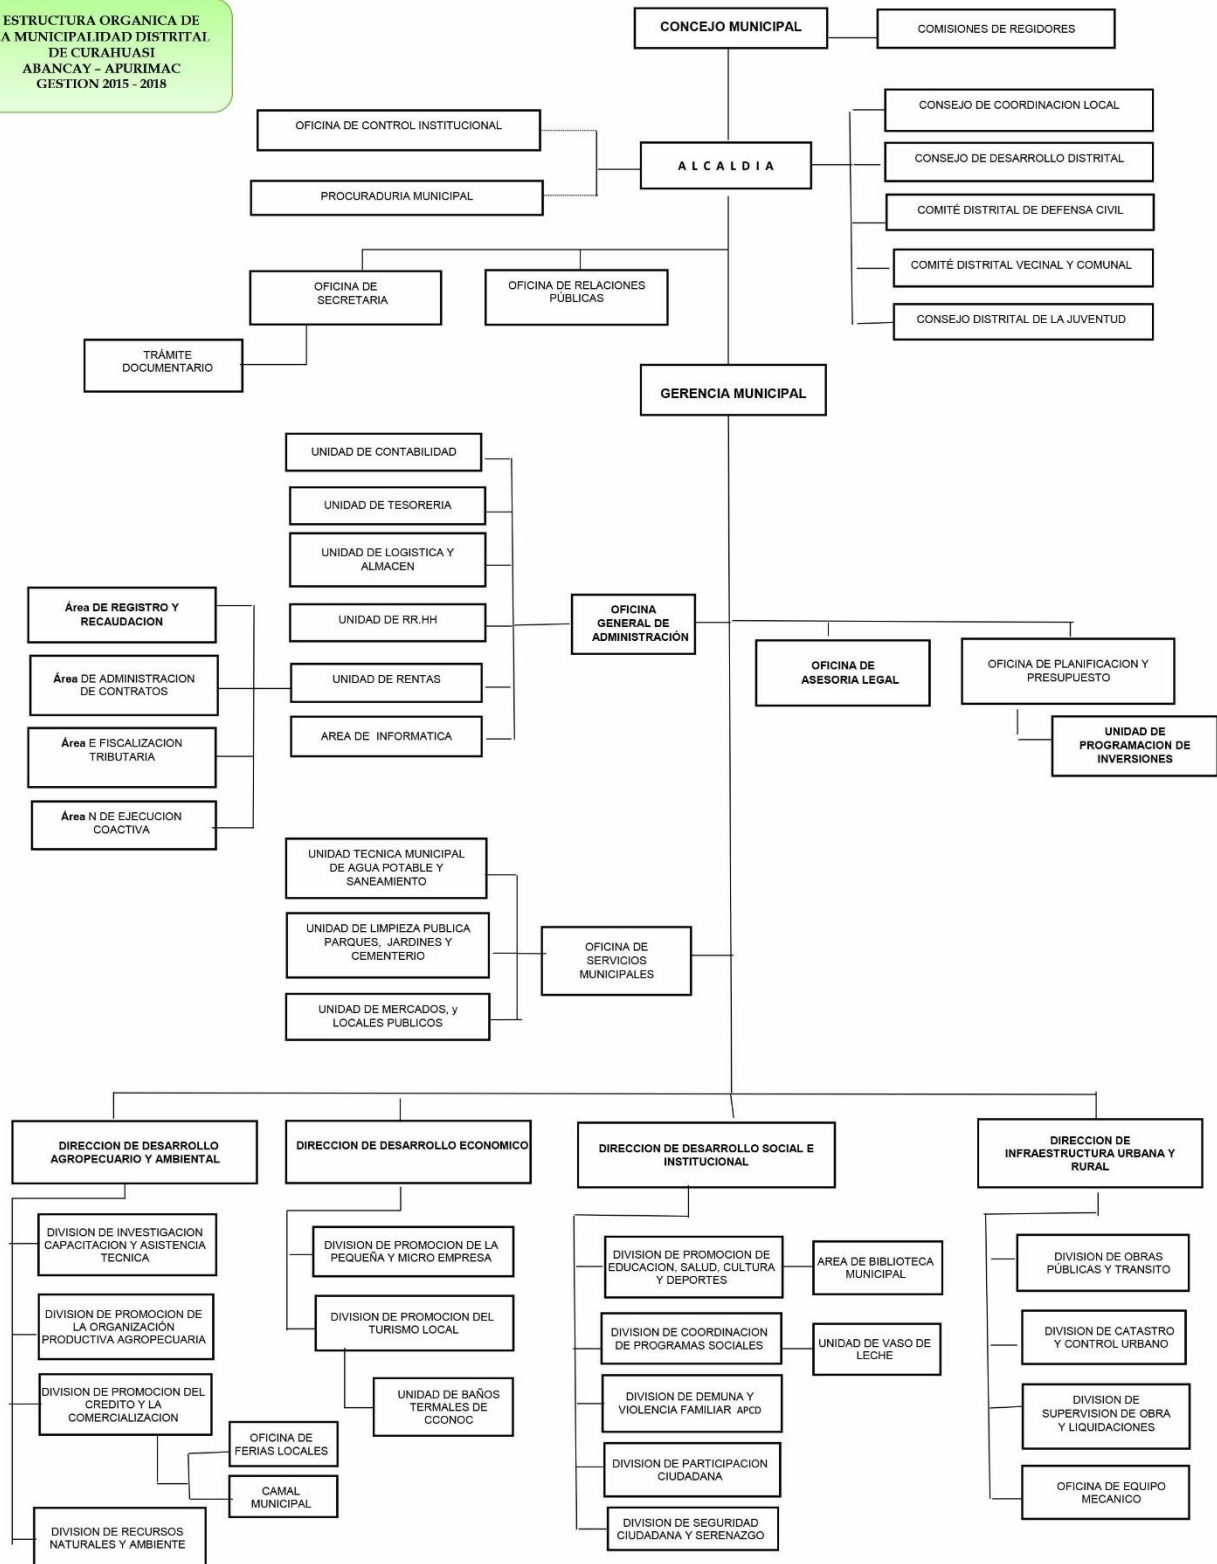 ESTRUCTURA ORGANICA DE
A MUNICIPALIDAD DISTRITAL
DE CURAHUASI
ABANCAY – APURIMAC
GESTION 2015 - 2018
CONCEJO MUNICIPAL
COMISIONES DE REGIDORES
OFICINA DE CONTROL INSTITUCIONAL
PROCURADURIA MUNICIPAL
A L C A L D I A
CONSEJO DE COORDINACION LOCAL
CONSEJO DE DESARROLLO DISTRITAL
COMITÉ DISTRITAL DE DEFENSA CIVIL
COMITÉ DISTRITAL VECINAL Y COMUNAL
CONSEJO DISTRITAL DE LA JUVENTUD
OFICINA DE
SECRETARIA
OFICINA DE RELACIONES
PÚBLICAS
TRÁMITE
DOCUMENTARIO
GERENCIA MUNICIPAL
UNIDAD DE CONTABILIDAD
UNIDAD DE TESORERIA
UNIDAD DE LOGISTICA Y
ALMACEN
UNIDAD DE RR.HH
UNIDAD DE RENTAS
AREA DE INFORMATICA
Área DE REGISTRO Y
RECAUDACION
Área DE ADMINISTRACION
DE CONTRATOS
Área E FISCALIZACION
TRIBUTARIA
Área N DE EJECUCION
COACTIVA
OFICINA
GENERAL DE
ADMINISTRACIÓN
OFICINA DE
ASESORIA LEGAL
OFICINA DE PLANIFICACION Y
PRESUPUESTO
UNIDAD DE
PROGRAMACION DE
INVERSIONES
UNIDAD TECNICA MUNICIPAL
DE AGUA POTABLE Y
SANEAMIENTO
UNIDAD DE LIMPIEZA PUBLICA
PARQUES, JARDINES Y
CEMENTERIO
UNIDAD DE MERCADOS, y
LOCALES PUBLICOS
OFICINA DE
SERVICIOS
MUNICIPALES
DIRECCION DE DESARROLLO
AGROPECUARIO Y AMBIENTAL
DIVISION DE INVESTIGACION
CAPACITACION Y ASISTENCIA
TECNICA
DIVISION DE PROMOCION DE
LA ORGANIZACIÓN
PRODUCTIVA AGROPECUARIA
DIVISION DE PROMOCION DEL
CREDITO Y LA
COMERCIALIZACION
OFICINA DE
FERIAS LOCALES
CAMAL
MUNICIPAL
DIVISION DE RECURSOS
NATURALES Y AMBIENTE
DIRECCION DE DESARROLLO ECONOMICO
DIVISION DE PROMOCION DE LA
PEQUEÑA Y MICRO EMPRESA
DIVISION DE PROMOCION DEL
TURISMO LOCAL
UNIDAD DE BAÑOS
TERMALES DE
CCONOC
DIRECCION DE DESARROLLO SOCIAL E
INSTITUCIONAL
DIVISION DE PROMOCION DE
EDUCACION, SALUD, CULTURA
Y DEPORTES
AREA DE BIBLIOTECA
MUNICIPAL
DIVISION DE COORDINACION
DE PROGRAMAS SOCIALES
UNIDAD DE VASO DE
LECHE
DIVISION DE DEMUNA Y
VIOLENCIA FAMILIAR APCD
DIVISION DE PARTICIPACION
CIUDADANA
DIVISION DE SEGURIDAD
CIUDADANA Y SERENAZGO
DIRECCION DE
INFRAESTRUCTURA URBANA Y
RURAL
DIVISION DE OBRAS
PÚBLICAS Y TRANSITO
DIVISION DE CATASTRO
Y CONTROL URBANO
DIVISION DE
SUPERVISION DE OBRA
Y LIQUIDACIONES
OFICINA DE EQUIPO
MECANICO